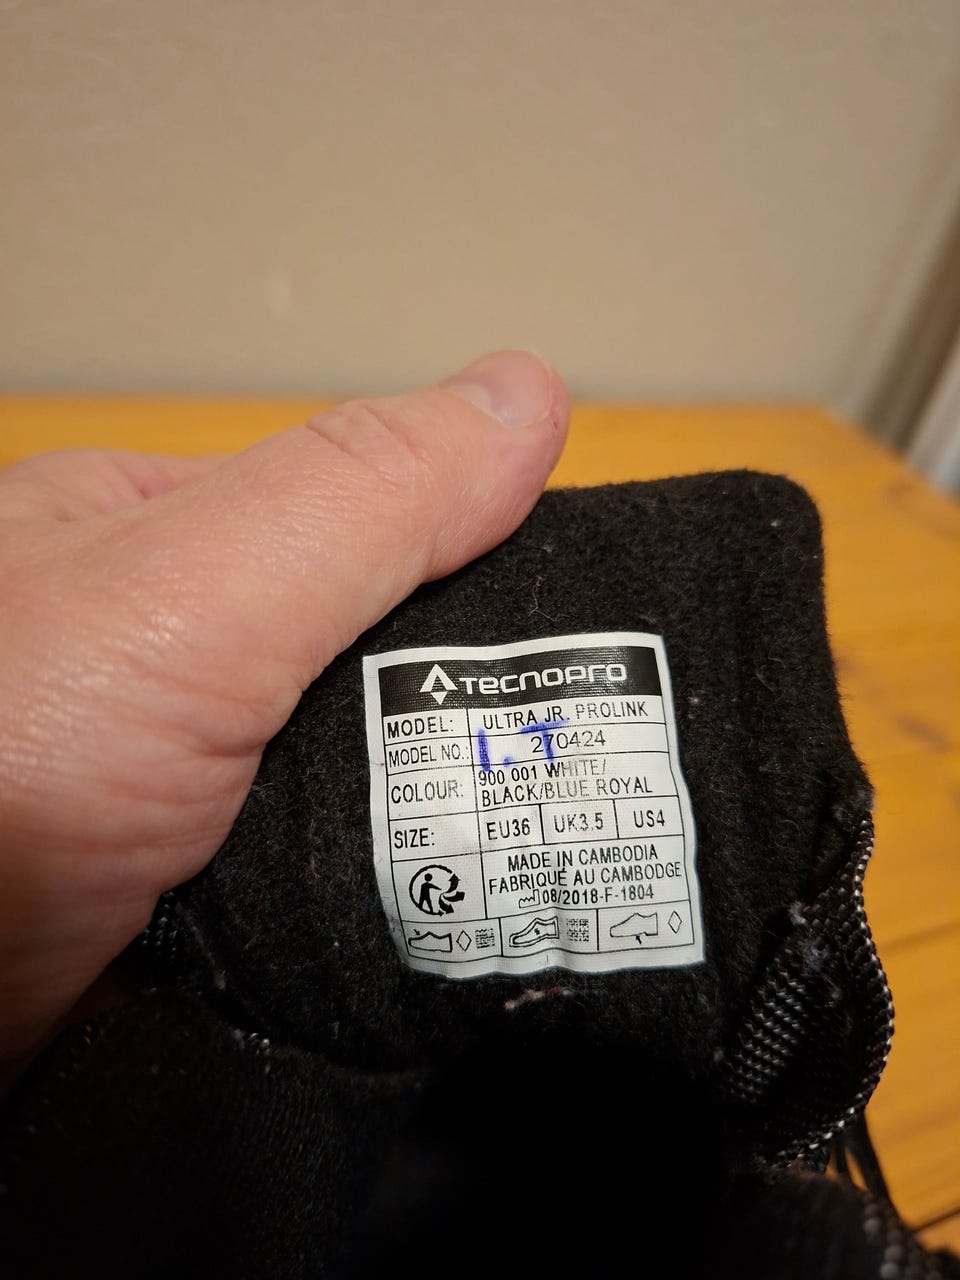 TECNOPRO
MODEL: ULTRA JR. PROLINK
MODEL NO.: 270424
I.T
COLOUR: 900 001 WHITE/
BLACK/BLUE ROYAL
SIZE: EU36 UK3.5 US4
MADE IN CAMBODIA
FABRIQUÉ AU CAMBODGE
08/2018-F-1804